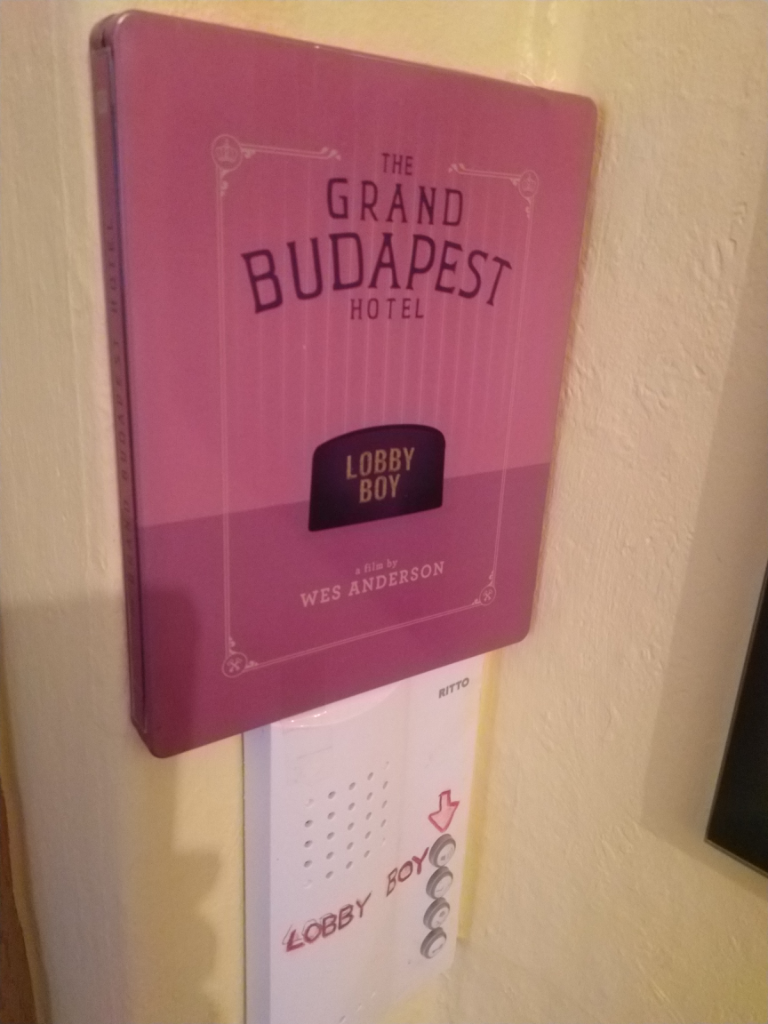 THE
GRAND
BUDAPEST
HOTEL
LOBBY
BOY
a film by
WES ANDERSON
RITTO
LOBBY BOY